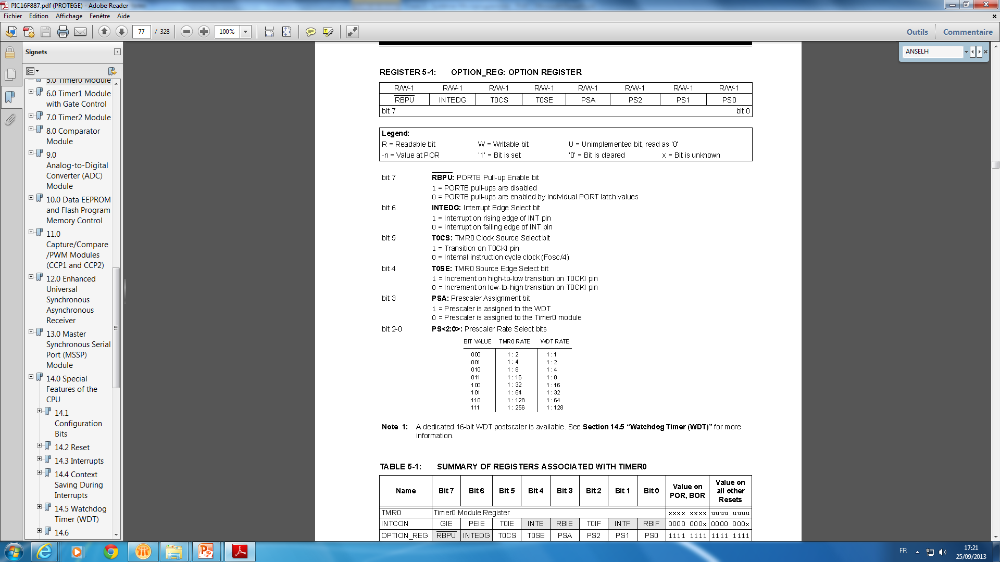 PIC16F887.pdf (PROTEGE) - Adobe Reader
Fichier Edition Affichage Fenêtre Aide
77 / 328 100% Outils Commentaire
Signets
ANSELH
5.0 Timer0 Module
6.0 Timer1 Module
with Gate Control
7.0 Timer2 Module
8.0 Comparator
Module
9.0
Analog-to-Digital
Converter (ADC)
Module
10.0 Data EEPROM
and Flash Program
Memory Control
11.0
Capture/Compare
/PWM Modules
(CCP1 and CCP2)
12.0 Enhanced
Universal
Synchronous
Asynchronous
Receiver
13.0 Master
Synchronous Serial
Port (MSSP)
Module
14.0 Special
Features of the
CPU
14.1
Configuration
Bits
14.2 Reset
14.3 Interrupts
14.4 Context
Saving During
Interrupts
14.5 Watchdog
Timer (WDT)
14.6
REGISTER 5-1: OPTION_REG: OPTION REGISTER
R/W-1 R/W-1 R/W-1 R/W-1 R/W-1 R/W-1 R/W-1 R/W-1
RBPU INTEDG T0CS T0SE PSA PS2 PS1 PS0
bit 7 bit 0
Legend:
R = Readable bit W = Writable bit U = Unimplemented bit, read as '0'
-n = Value at POR '1' = Bit is set '0' = Bit is cleared x = Bit is unknown
bit 7 RBPU: PORTB Pull-up Enable bit
1 = PORTB pull-ups are disabled
0 = PORTB pull-ups are enabled by individual PORT latch values
bit 6 INTEDG: Interrupt Edge Select bit
1 = Interrupt on rising edge of INT pin
0 = Interrupt on falling edge of INT pin
bit 5 T0CS: TMR0 Clock Source Select bit
1 = Transition on T0CKI pin
0 = Internal instruction cycle clock (Fosc/4)
bit 4 T0SE: TMR0 Source Edge Select bit
1 = Increment on high-to-low transition on T0CKI pin
0 = Increment on low-to-high transition on T0CKI pin
bit 3 PSA: Prescaler Assignment bit
1 = Prescaler is assigned to the WDT
0 = Prescaler is assigned to the Timer0 module
bit 2-0 PS<2:0>: Prescaler Rate Select bits
BIT VALUE TMR0 RATE WDT RATE
000 1 : 2 1 : 1
001 1 : 4 1 : 2
010 1 : 8 1 : 4
011 1 : 16 1 : 8
100 1 : 32 1 : 16
101 1 : 64 1 : 32
110 1 : 128 1 : 64
111 1 : 256 1 : 128
Note 1: A dedicated 16-bit WDT postscaler is available. See Section 14.5 “Watchdog Timer (WDT)” for more
information.
TABLE 5-1: SUMMARY OF REGISTERS ASSOCIATED WITH TIMER0
Name Bit 7 Bit 6 Bit 5 Bit 4 Bit 3 Bit 2 Bit 1 Bit 0 Value on POR, BOR Value on all other Resets
TMR0 Timer0 Module Register xxxx xxxx uuuu uuuu
INTCON GIE PEIE T0IE INTE RBIE T0IF INTF RBIF 0000 000x 0000 000x
OPTION_REG RBPU INTEDG T0CS T0SE PSA PS2 PS1 PS0 1111 1111 1111 1111
FR 17:21
25/09/2013